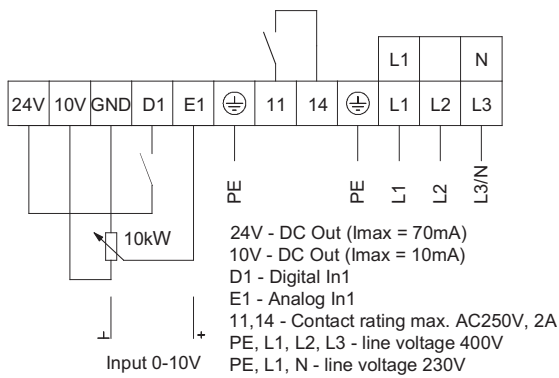 L1 N
24V 10V GND D1 E1 11 14 L1 L2 L3
PE PE L1 L2 L3/N
10kW
24V - DC Out (Imax = 70mA)
10V - DC Out (Imax = 10mA)
D1 - Digital In1
E1 - Analog In1
11,14 - Contact rating max. AC250V, 2A
PE, L1, L2, L3 - line voltage 400V
PE, L1, N - line voltage 230V
+
Input 0-10V